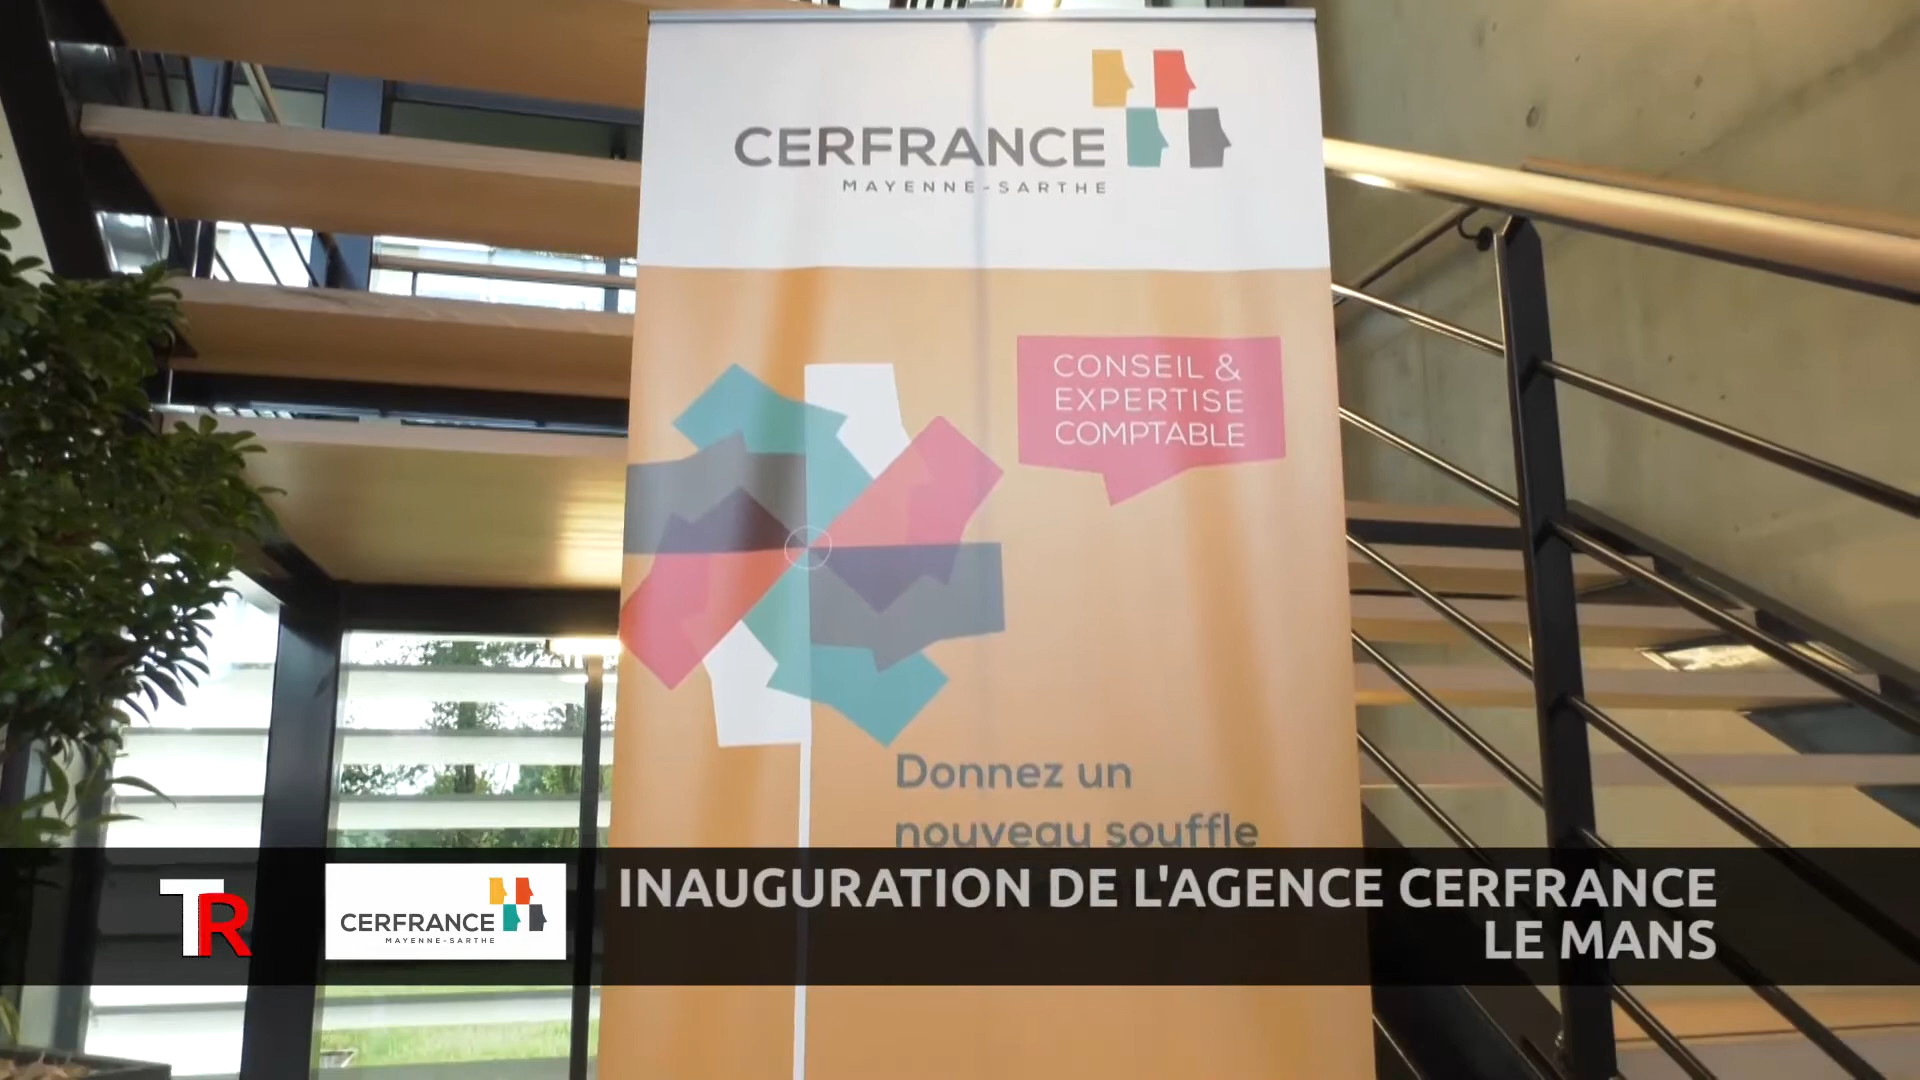 CERFRANCE
MAYENNE-SARTHE
CONSEIL &
EXPERTISE
COMPTABLE
Donnez un
nouveau souffle
TR
CERFRANCE
MAYENNE-SARTHE
INAUGURATION DE L'AGENCE CERFRANCE
LE MANS